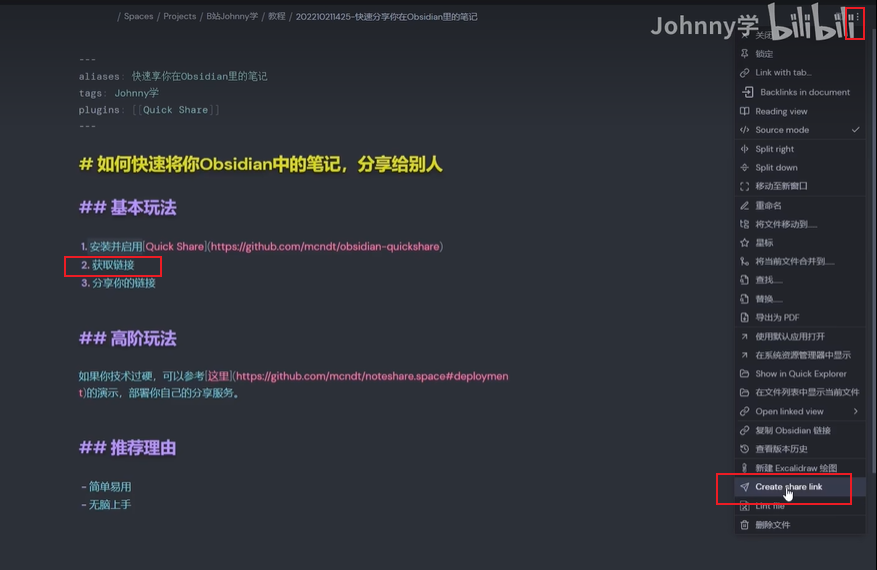 / Spaces / Projects / B站Johnny学 / 教程 / 202210211425-快速分享你在Obsidian里的笔记
Johnny学 bilibili
---
aliases: 快速享你在Obsidian里的笔记
tags: Johnny学
plugins: [[Quick Share]]
---
# 如何快速将你Obsidian中的笔记，分享给别人
## 基本玩法
1. 安装并启用[Quick Share](https://github.com/mcndt/obsidian-quickshare)
2. 获取链接
3. 分享你的链接
## 高阶玩法
如果你技术过硬，可以参考[这里](https://github.com/mcndt/noteshare.space#deploymen
t)的演示，部署你自己的分享服务。
## 推荐理由
- 简单易用
- 无脑上手
关闭
锁定
Link with tab...
Backlinks in document
Reading view
Source mode
Split right
Split down
移动至新窗口
重命名
将文件移动到......
星标
将当前文件合并到......
查找......
替换......
导出为 PDF
使用默认应用打开
在系统资源管理器中显示
Show in Quick Explorer
在文件列表中显示当前文件
Open linked view
复制 Obsidian 链接
查看版本历史
新建 Excalidraw 绘图
Create share link
Lint file
删除文件